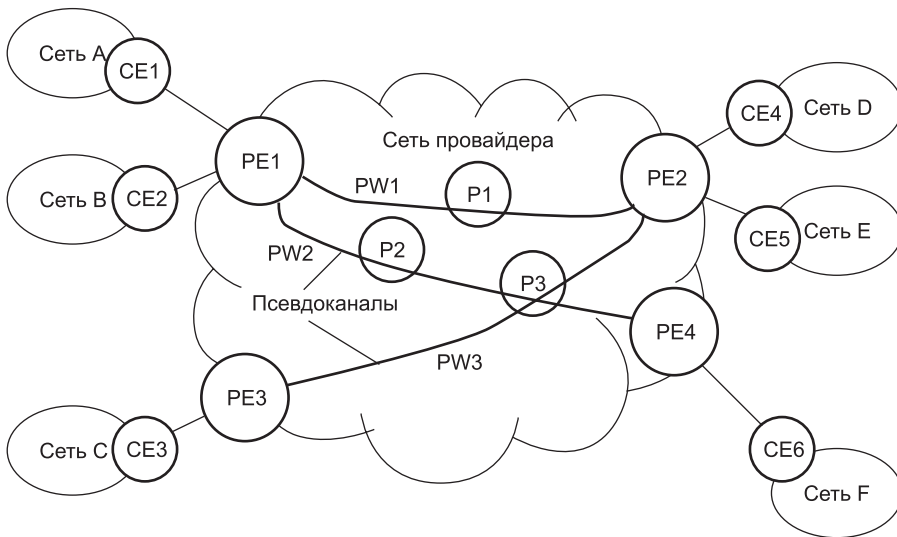 Сеть A
CE1
Сеть B
CE2
PE1
Сеть провайдера
PW1
P1
PE2
CE4
Сеть D
CE5
Сеть E
PW2
P2
Псевдоканалы
P3
PE4
PW3
PE3
Сеть C
CE3
CE6
Сеть F